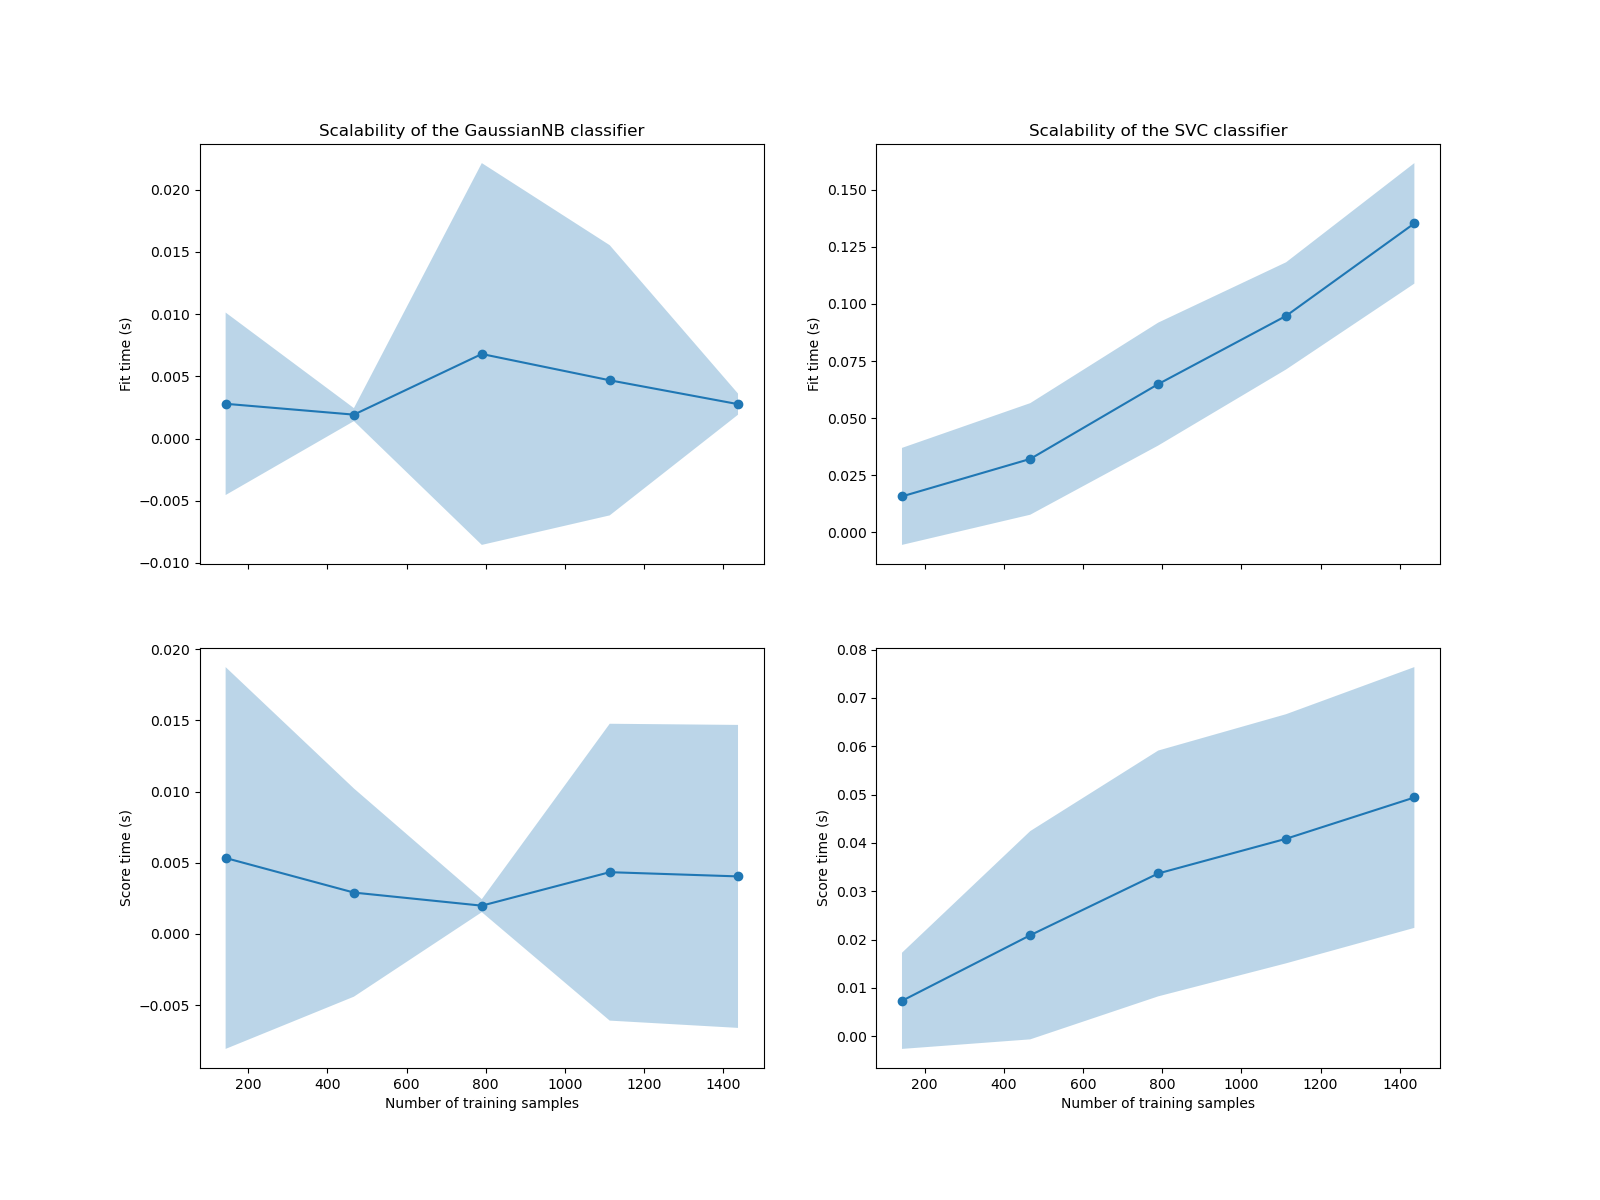 Scalability of the GaussianNB classifier
Fit time (s)
0.020
0.015
0.010
0.005
0.000
−0.005
−0.010
Scalability of the SVC classifier
Fit time (s)
0.150
0.125
0.100
0.075
0.050
0.025
0.000
Score time (s)
0.020
0.015
0.010
0.005
0.000
−0.005
200 400 600 800 1000 1200 1400
Number of training samples
Score time (s)
0.08
0.07
0.06
0.05
0.04
0.03
0.02
0.01
0.00
200 400 600 800 1000 1200 1400
Number of training samples